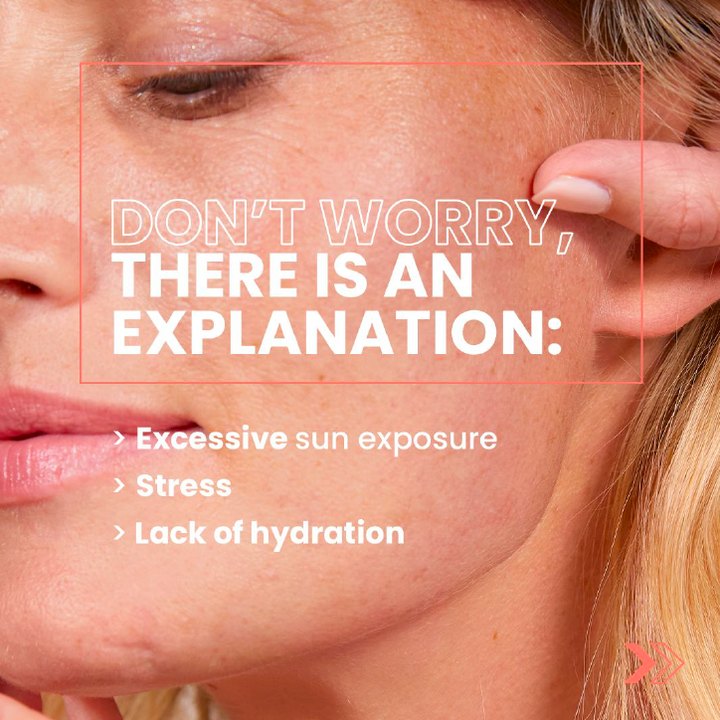 DON'T WORRY,
THERE IS AN
EXPLANATION:
> Excessive sun exposure
> Stress
> Lack of hydration